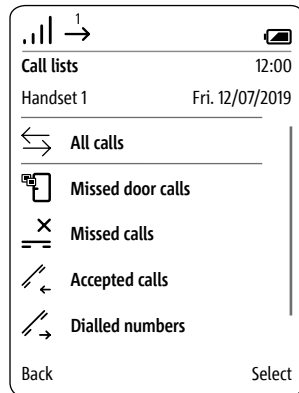 1
Call lists 12:00
Handset 1 Fri. 12/07/2019
All calls
Missed door calls
Missed calls
Accepted calls
Dialled numbers
Back Select